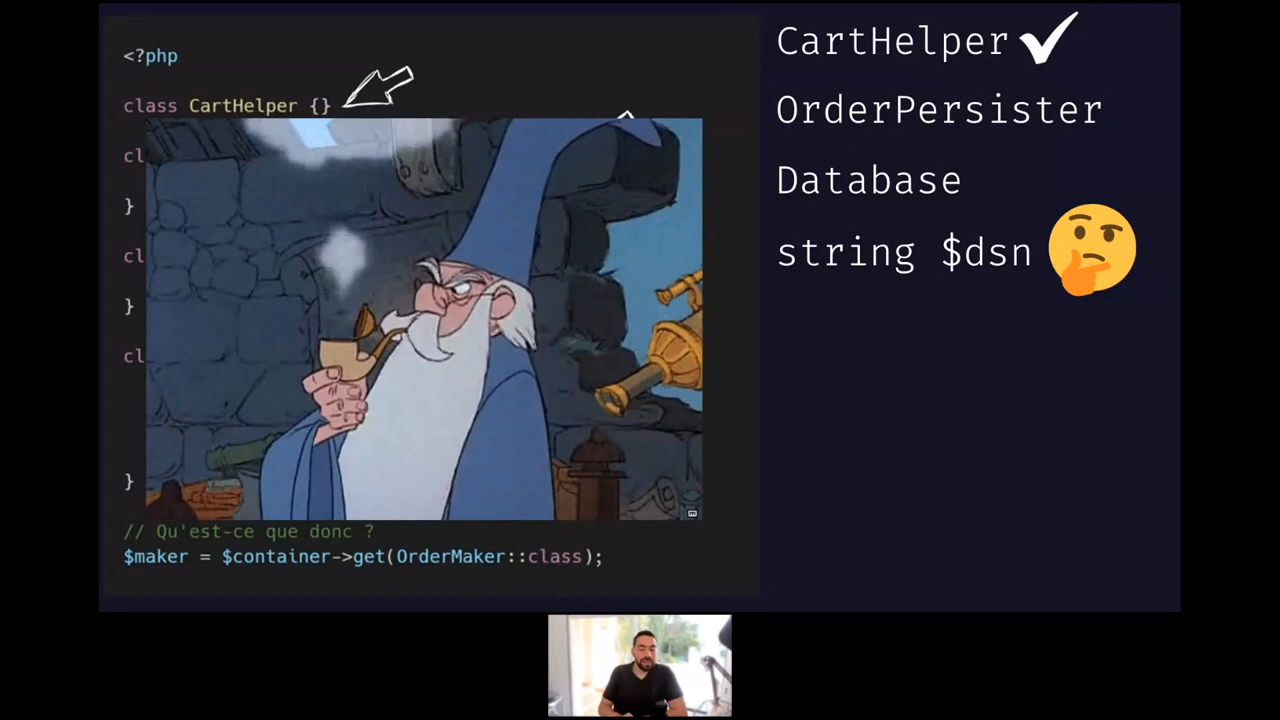 <?php
class CartHelper {}
cl
}
cl
}
cl
}
// Qu'est-ce que donc ?
$maker = $container->get(OrderMaker::class);
CartHelper
OrderPersister
Database
string $dsn